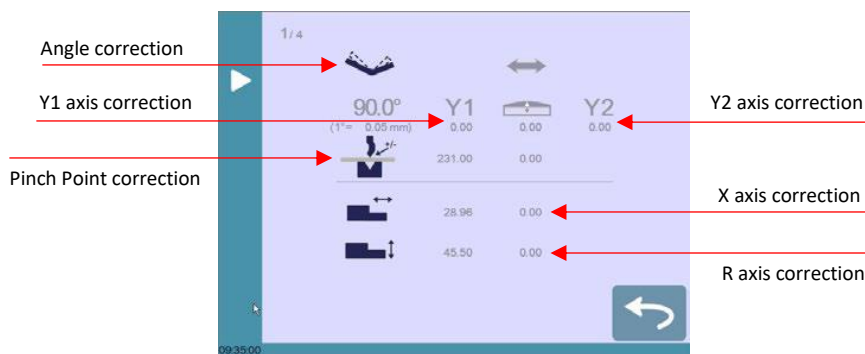 1/4
Angle correction
Y1 axis correction
90.0°
Y1
Y2
Y2 axis correction
(1°= 0.05 mm)
0.00
0.00
0.00
+/-
231.00
0.00
Pinch Point correction
28.96
0.00
X axis correction
45.50
0.00
R axis correction
09:35:00